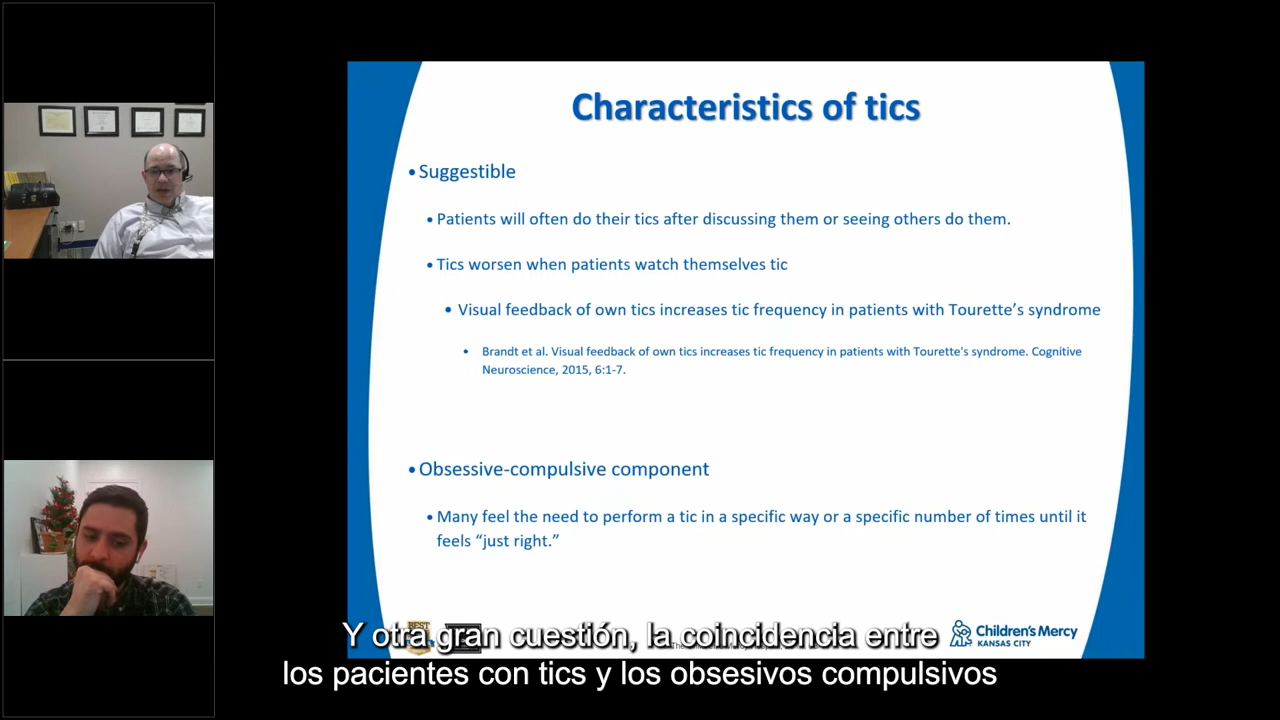 Characteristics of tics
• Suggestible
• Patients will often do their tics after discussing them or seeing others do them.
• Tics worsen when patients watch themselves tic
• Visual feedback of own tics increases tic frequency in patients with Tourette’s syndrome
• Brandt et al. Visual feedback of own tics increases tic frequency in patients with Tourette's syndrome. Cognitive
Neuroscience, 2015, 6:1-7.
• Obsessive-compulsive component
• Many feel the need to perform a tic in a specific way or a specific number of times until it
feels “just right.”
BEST
Children's Mercy
KANSAS CITY
Y otra gran cuestión, la coincidencia entre
los pacientes con tics y los obsesivos compulsivos